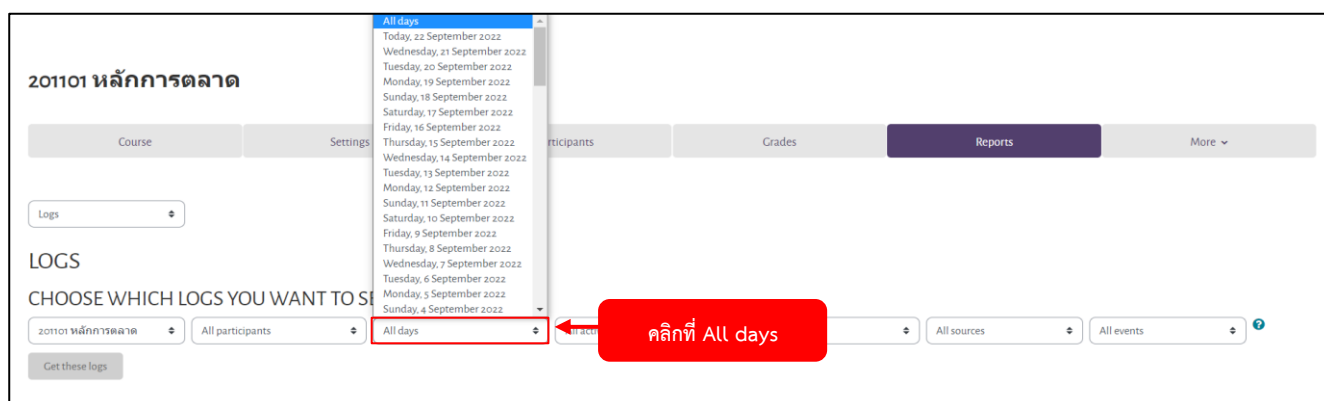 All days
Today, 22 September 2022
Wednesday, 21 September 2022
Tuesday, 20 September 2022
Monday, 19 September 2022
Sunday, 18 September 2022
Saturday, 17 September 2022
Friday, 16 September 2022
Thursday, 15 September 2022
Wednesday, 14 September 2022
Tuesday, 13 September 2022
Monday, 12 September 2022
Sunday, 11 September 2022
Saturday, 10 September 2022
Friday, 9 September 2022
Thursday, 8 September 2022
Wednesday, 7 September 2022
Tuesday, 6 September 2022
Monday, 5 September 2022
Sunday, 4 September 2022
201101 หลักการตลาด
Course Settings rticipants Grades Reports More
Logs
LOGS
CHOOSE WHICH LOGS YOU WANT TO SE
201101 หลักการตลาด All participants All days All sources All events ?
คลิกที่ All days
Get these logs